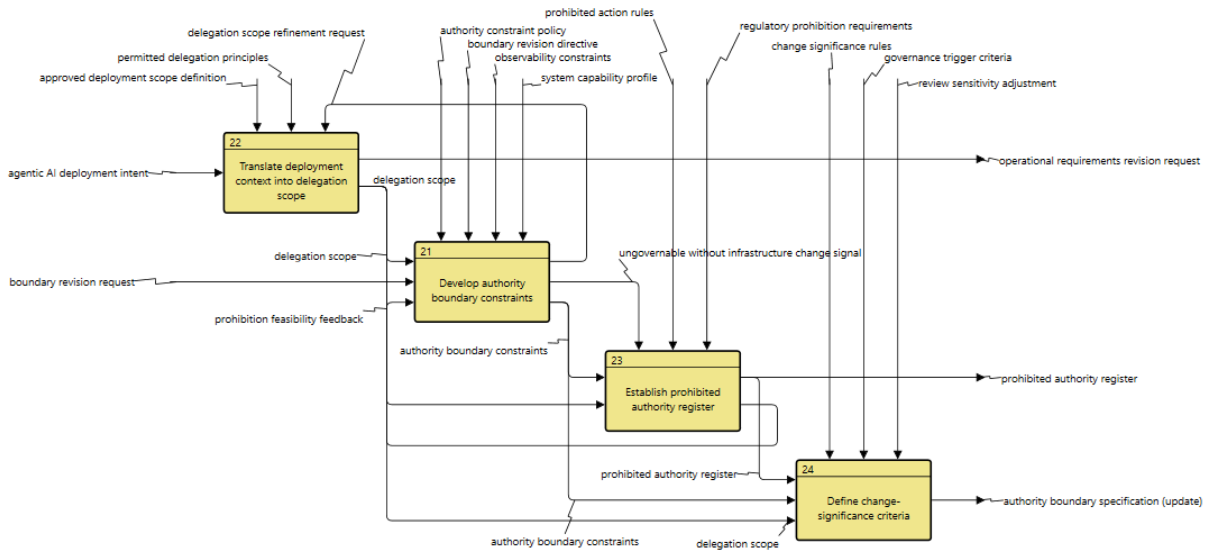 prohibited action rules
regulatory prohibition requirements
delegation scope refinement request
authority constraint policy
boundary revision directive
change significance rules
permitted delegation principles
observability constraints
governance trigger criteria
approved deployment scope definition
system capability profile
review sensitivity adjustment
22
Translate deployment
context into delegation
scope
agentic AI deployment intent
operational requirements revision request
delegation scope
21
Develop authority
boundary constraints
delegation scope
ungovernable without infrastructure change signal
boundary revision request
prohibition feasibility feedback
authority boundary constraints
23
Establish prohibited
authority register
prohibited authority register
prohibited authority register
24
Define change-
significance criteria
authority boundary specification (update)
authority boundary constraints
delegation scope